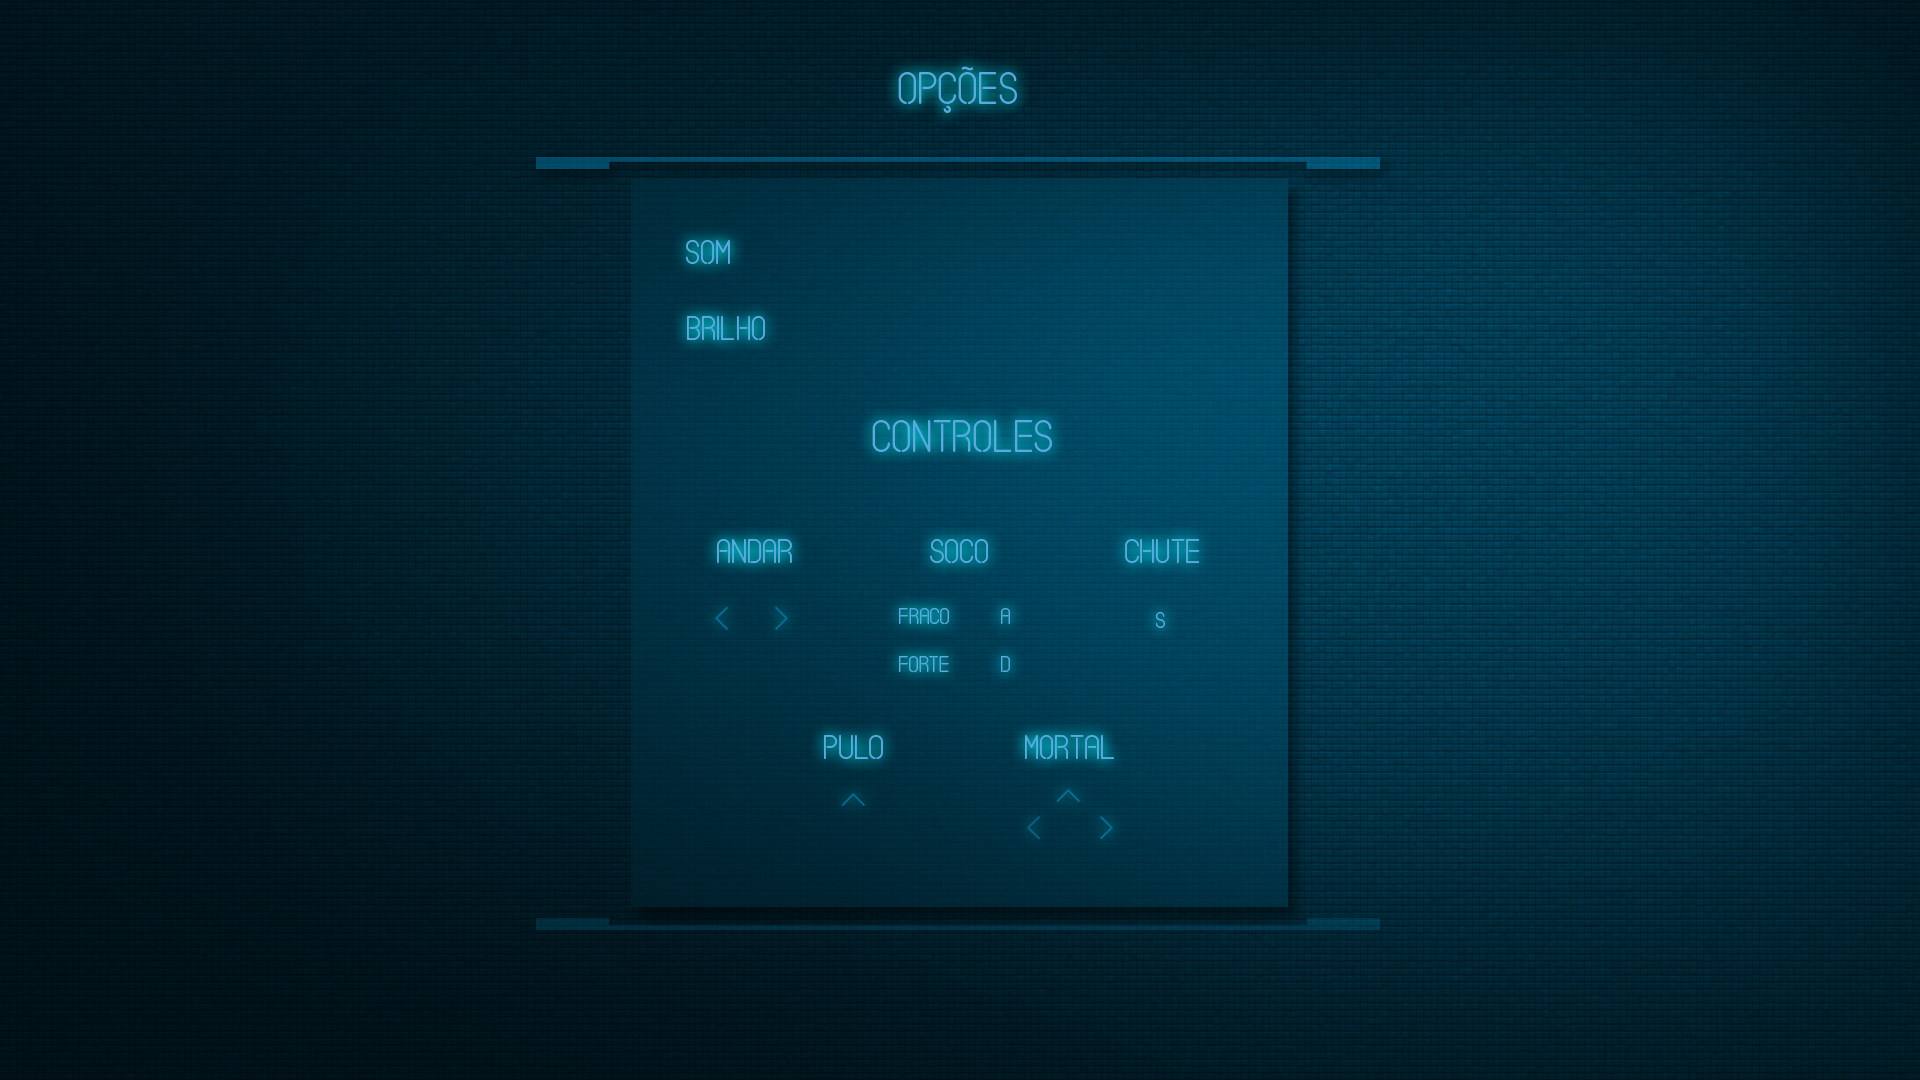 OPÇÕES
SOM
BRILHO
CONTROLES
ANDAR SOCO CHUTE
< > FRACO A S
FORTE D
PULO MORTAL
^ ^
< >